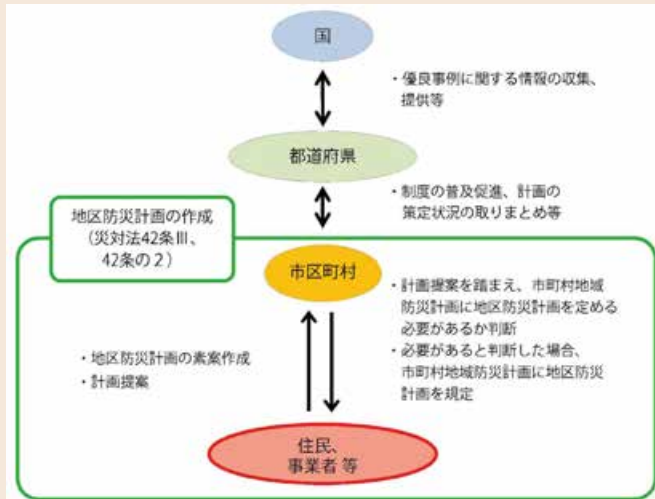 国
・優良事例に関する情報の収集、
提供等
都道府県
・制度の普及促進、計画の
策定状況の取りまとめ等
地区防災計画の作成
（災対法42条Ⅲ、
42条の２）
市区町村
・計画提案を踏まえ、市町村地域
防災計画に地区防災計画を定める
必要があるか判断
・必要があると判断した場合、
市町村地域防災計画に地区防災
計画を規定
・地区防災計画の素案作成
・計画提案
住民、
事業者 等